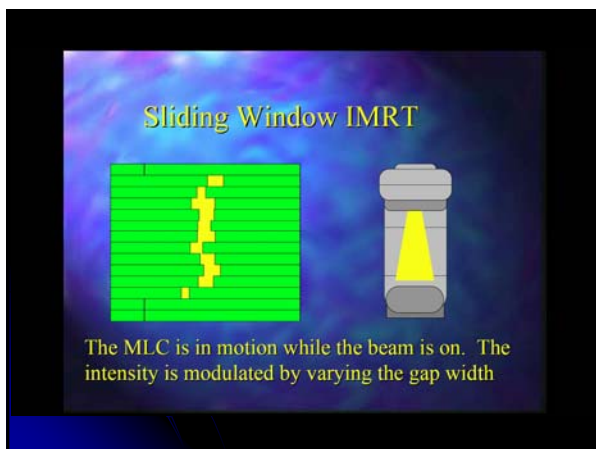 Sliding Window IMRT
The MLC is in motion while the beam is on.  The
intensity is modulated by varying the gap width